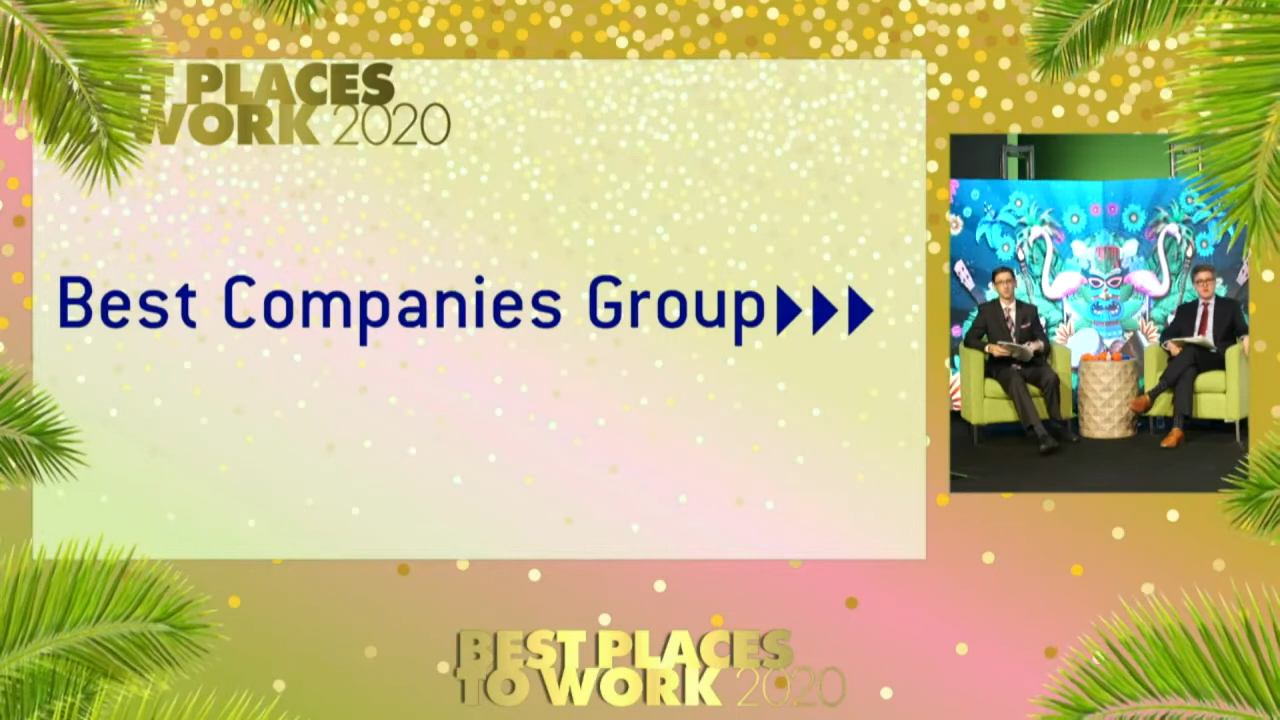 PLACES
WORK 2020
Best Companies Group
BEST PLACES
TO WORK 2020